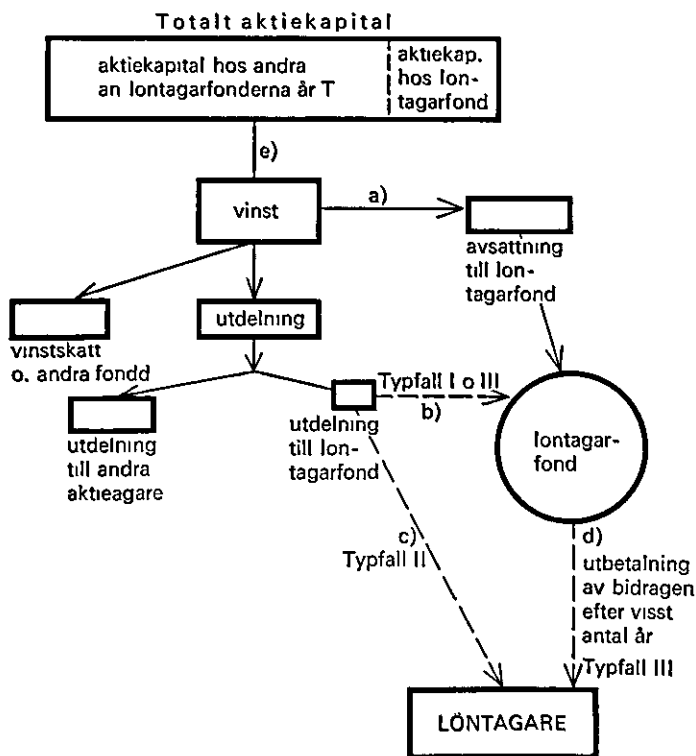 Totalt aktiekapital
aktiekapital hos andra
an lontagarfonderna år T
aktiekap.
hos lon-
tagarfond
e)
vinst
a)
avsattning
till lon-
tagarfond
utdelning
vinstskatt
o. andra fondd
Typfall I o III
b)
utdelning
till andra
aktieagare
utdelning
till lon-
tagarfond
lontagar-
fond
c)
Typfall II
d)
utbetalning
av bidragen
efter visst
antal år
Typfall III
LÖNTAGARE